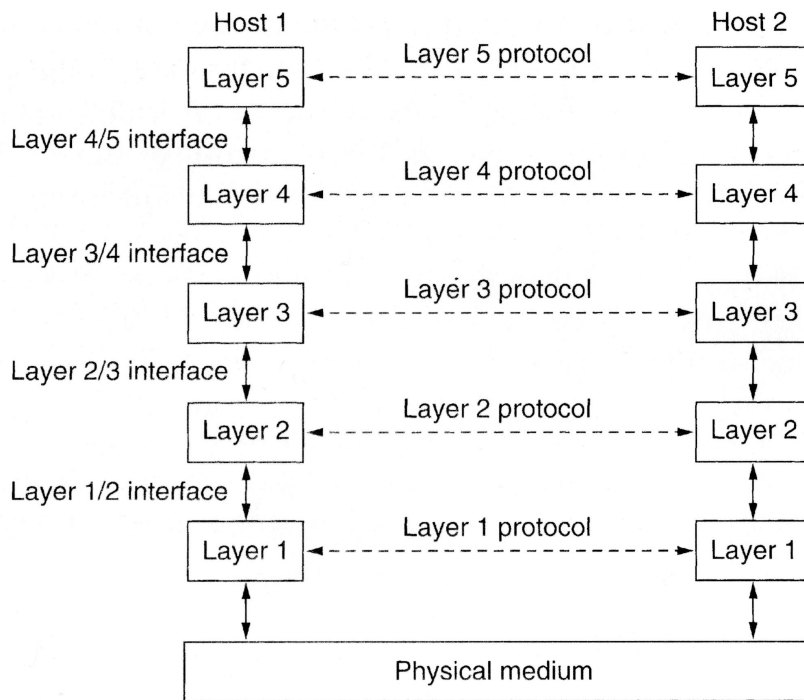 Host 1
Host 2
Layer 5
Layer 5 protocol
Layer 5
Layer 4/5 interface
Layer 4
Layer 4 protocol
Layer 4
Layer 3/4 interface
Layer 3
Layer 3 protocol
Layer 3
Layer 2/3 interface
Layer 2
Layer 2 protocol
Layer 2
Layer 1/2 interface
Layer 1
Layer 1 protocol
Layer 1
Physical medium